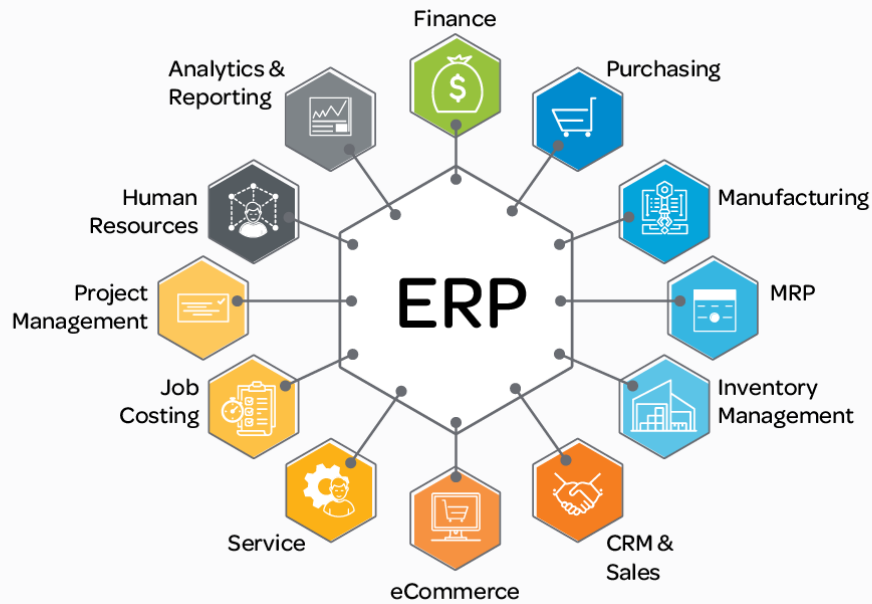 Finance
Purchasing
Manufacturing
MRP
Inventory
Management
CRM &
Sales
eCommerce
Service
Job
Costing
Project
Management
Human
Resources
Analytics &
Reporting
ERP
$